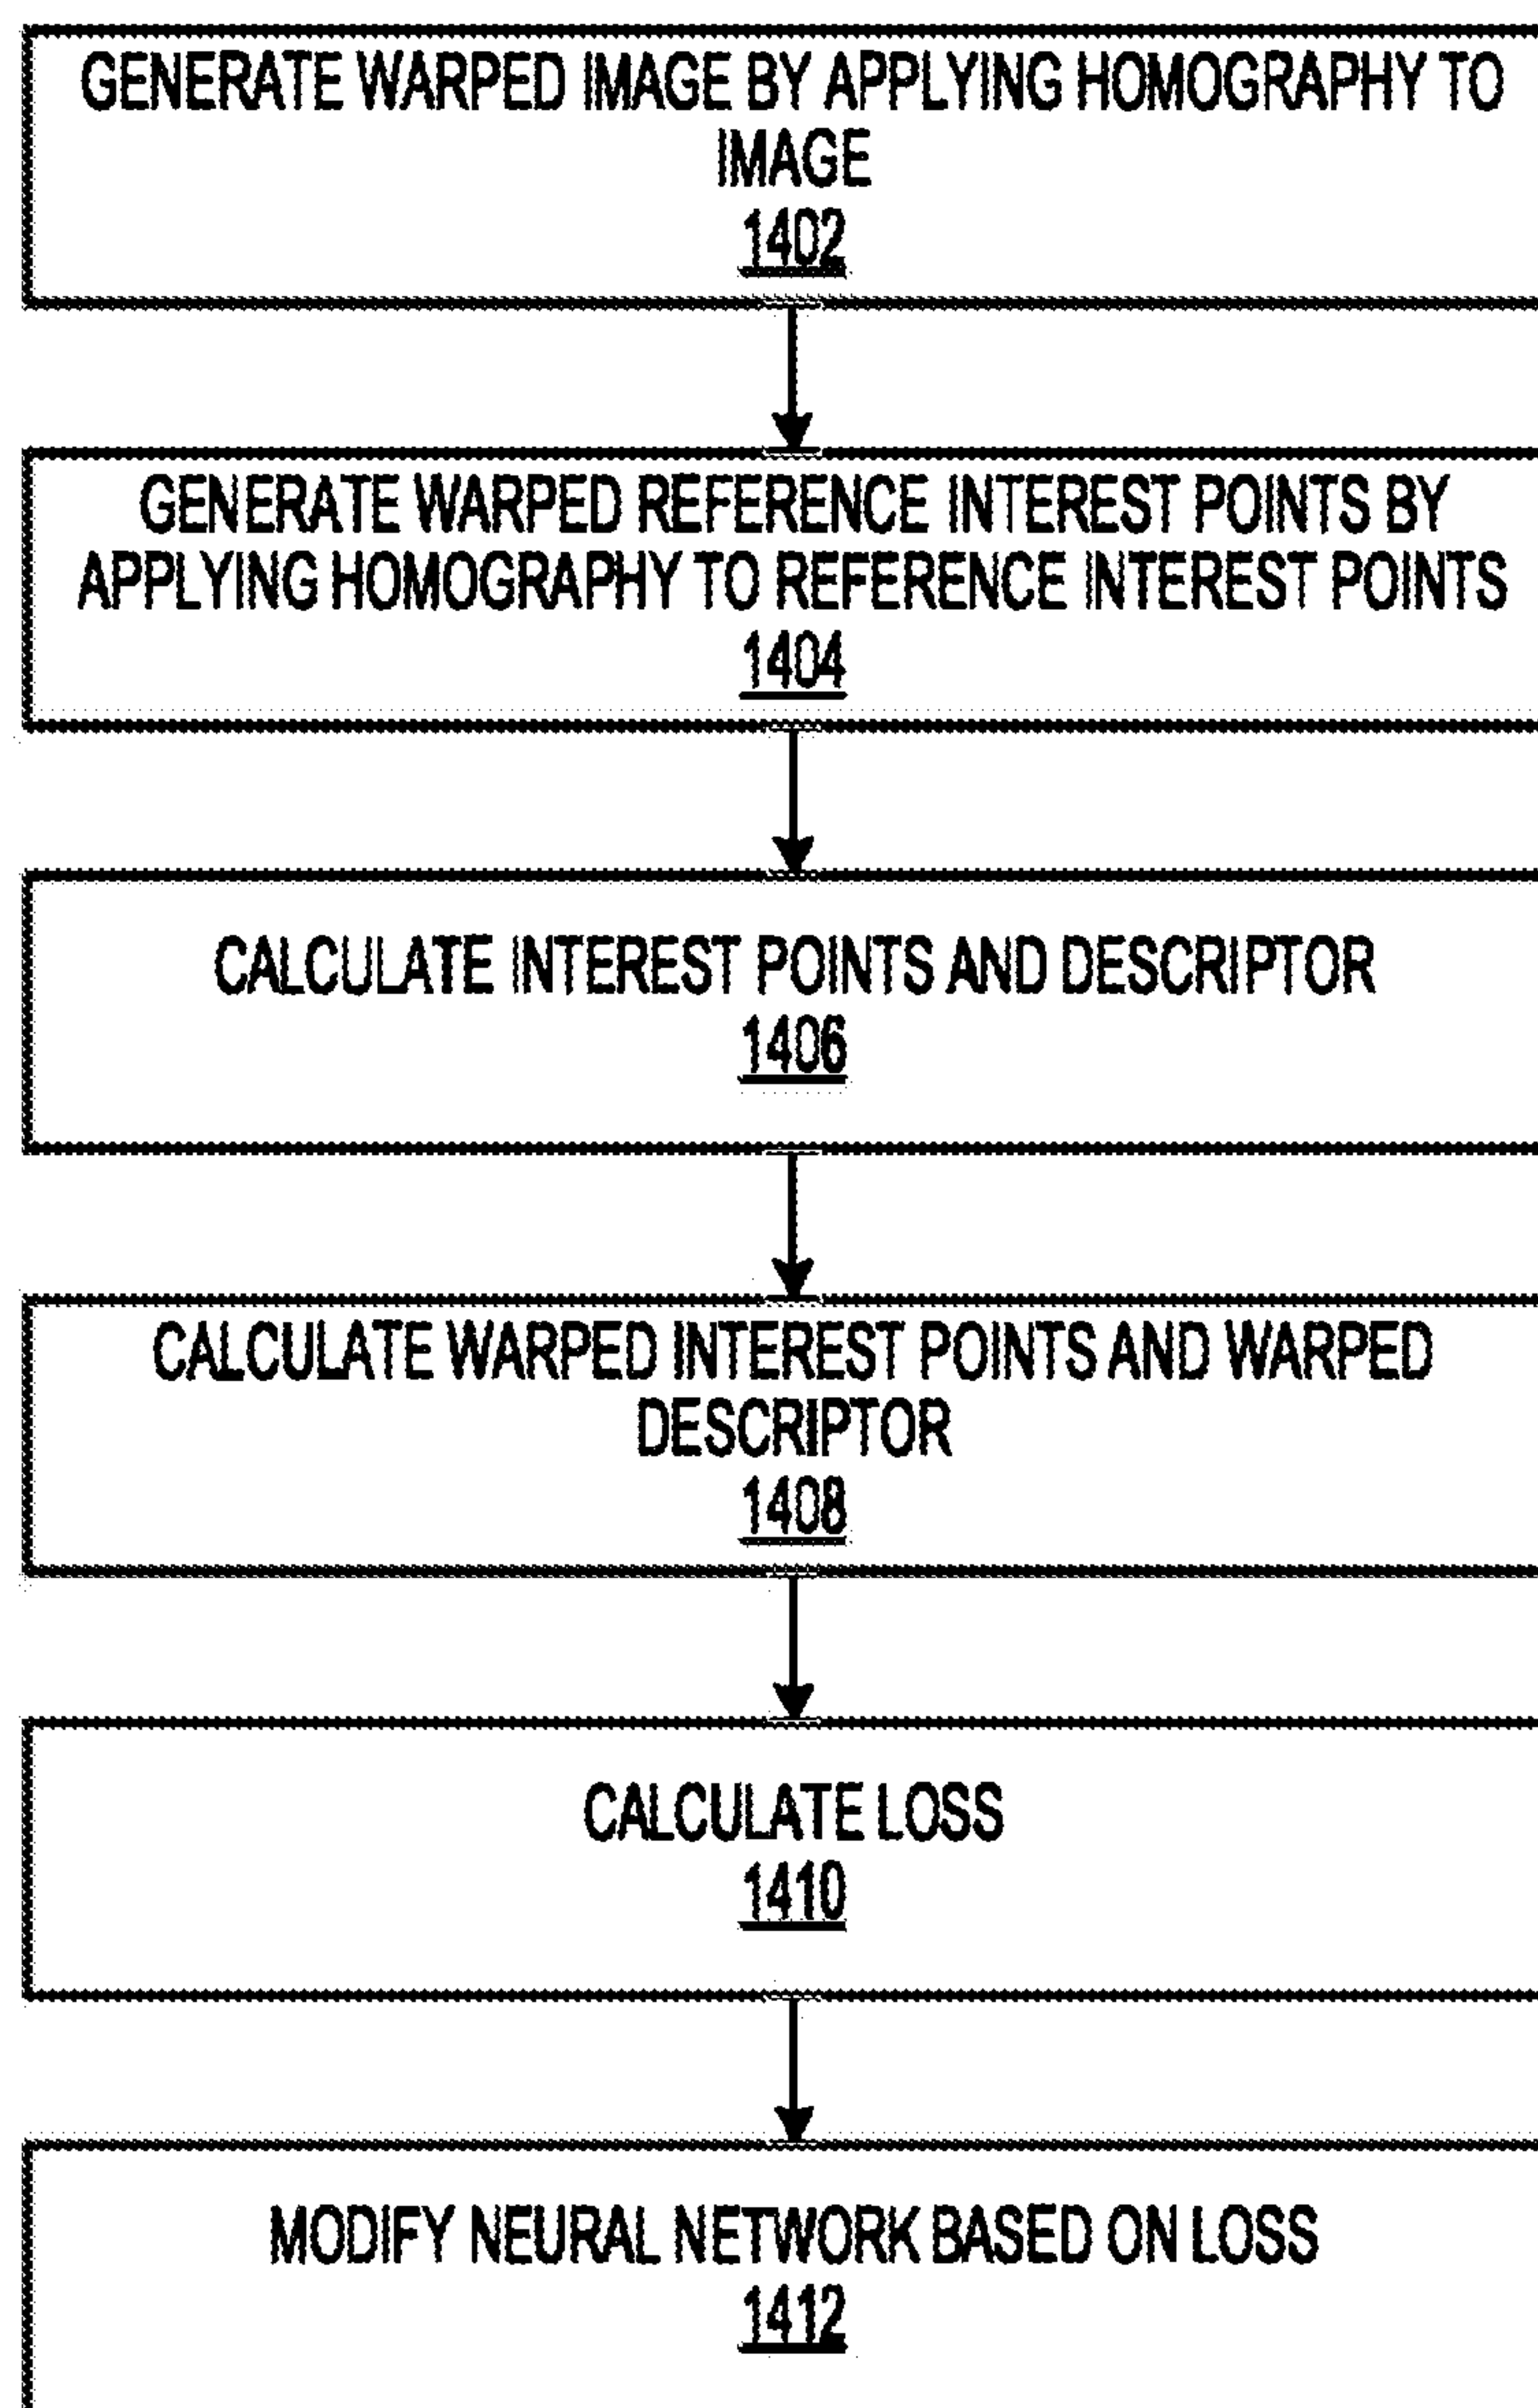 GENERATE WARPED IMAGE BY APPLYING HOMOGRAPHY TO
IMAGE
1402
GENERATE WARPED REFERENCE INTEREST POINTS BY
APPLYING HOMOGRAPHY TO REFERENCE INTEREST POINTS
1404
CALCULATE INTEREST POINTS AND DESCRIPTOR
1406
CALCULATE WARPED INTEREST POINTS AND WARPED
DESCRIPTOR
1408
CALCULATE LOSS
1410
MODIFY NEURAL NETWORK BASED ON LOSS
1412